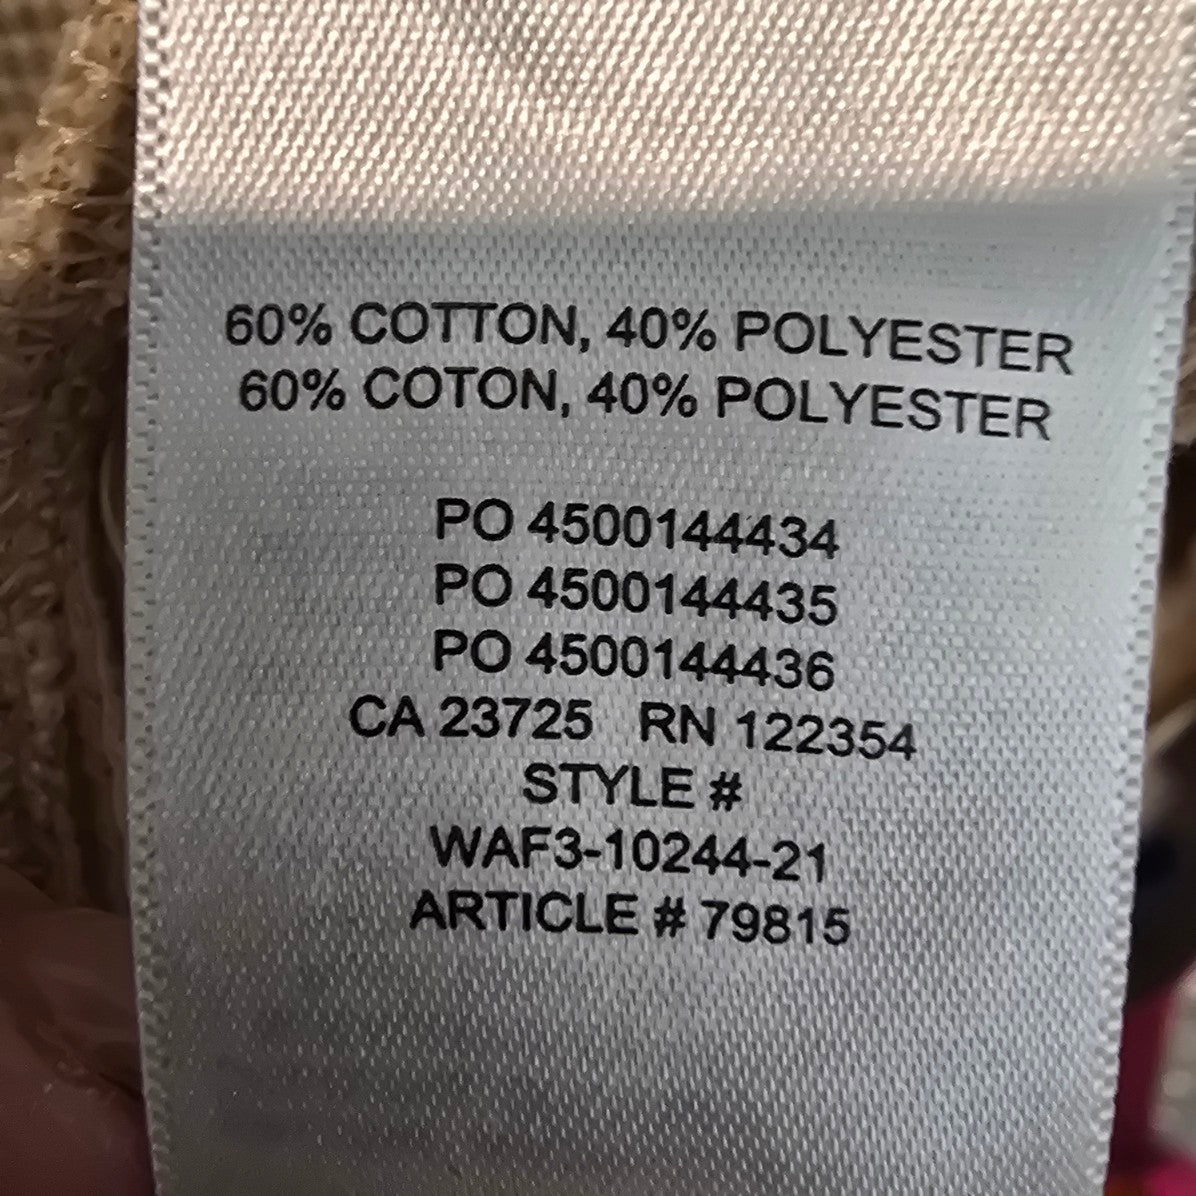 60% COTTON, 40% POLYESTER
60% COTON, 40% POLYESTER
PO 4500144434
PO 4500144435
PO 4500144436
CA 23725 RN 122354
STYLE #
WAF3-10244-21
ARTICLE # 79815